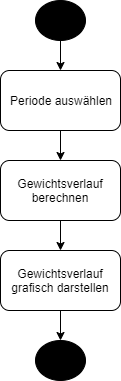 Periode auswählen
Gewichtsverlauf
berechnen
Gewichtsverlauf
grafisch darstellen